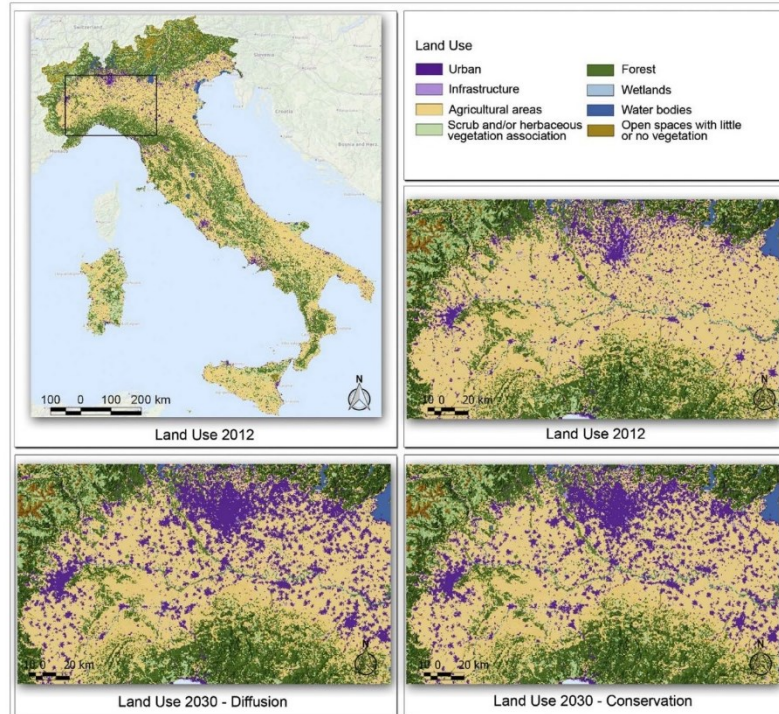 Switzerland
Croatia
Land Use
Urban
Infrastructure
Agricultural areas
Scrub and/or herbaceous
vegetation association
Forest
Wetlands
Water bodies
Open spaces with little
or no vegetation
100 0 100 200 km
N
Land Use 2012
10 0 20 km
N
Land Use 2012
10 0 20 km
N
Land Use 2030 - Diffusion
10 0 20 km
N
Land Use 2030 - Conservation